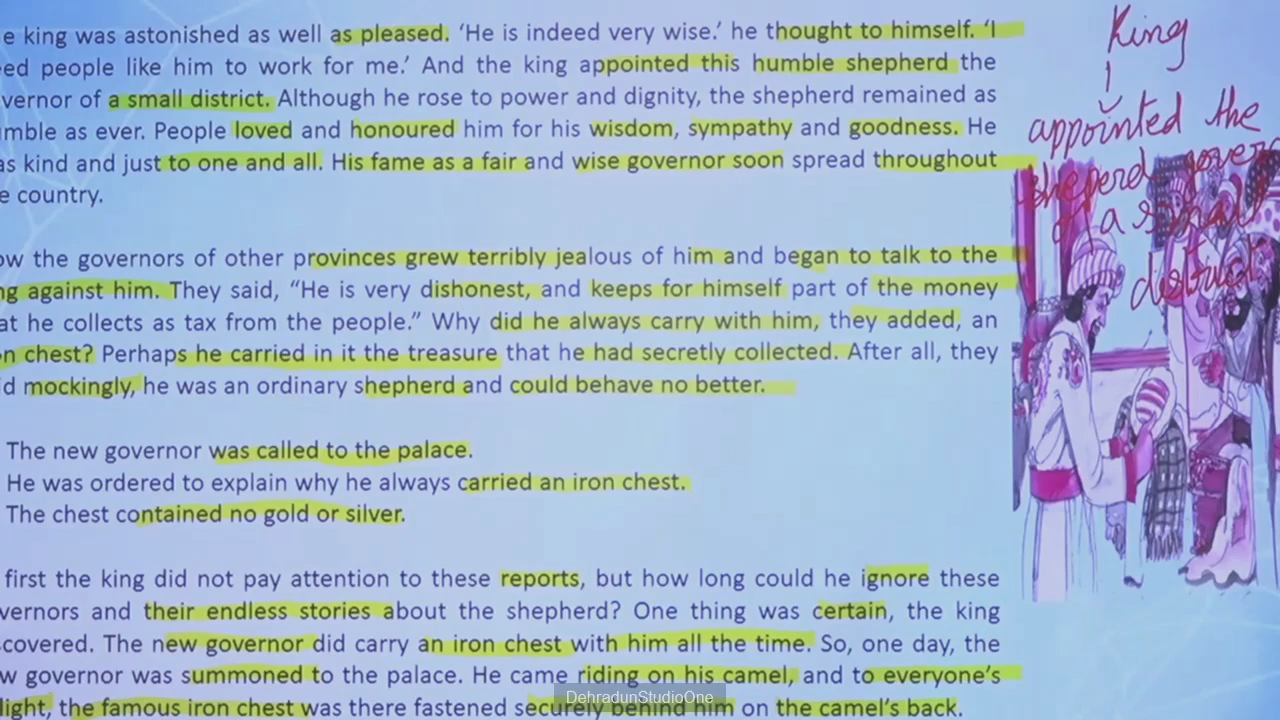 e king was astonished as well as pleased. ‘He is indeed very wise.’ he thought to himself. ‘I
eed people like him to work for me.’ And the king appointed this humble shepherd the
vernor of a small district. Although he rose to power and dignity, the shepherd remained as
mble as ever. People loved and honoured him for his wisdom, sympathy and goodness. He
as kind and just to one and all. His fame as a fair and wise governor soon spread throughout
e country.
ow the governors of other provinces grew terribly jealous of him and began to talk to the
ng against him. They said, “He is very dishonest, and keeps for himself part of the money
at he collects as tax from the people.” Why did he always carry with him, they added, an
n chest? Perhaps he carried in it the treasure that he had secretly collected. After all, they
id mockingly, he was an ordinary shepherd and could behave no better.
The new governor was called to the palace.
He was ordered to explain why he always carried an iron chest.
The chest contained no gold or silver.
first the king did not pay attention to these reports, but how long could he ignore these
vernors and their endless stories about the shepherd? One thing was certain, the king
covered. The new governor did carry an iron chest with him all the time. So, one day, the
w governor was summoned to the palace. He came riding on his camel, and to everyone’s
light, the famous iron chest was there fastened securely behind him on the camel’s back.
King
appointed the
sheperd gover
of a small
district
DehradunStudioOne